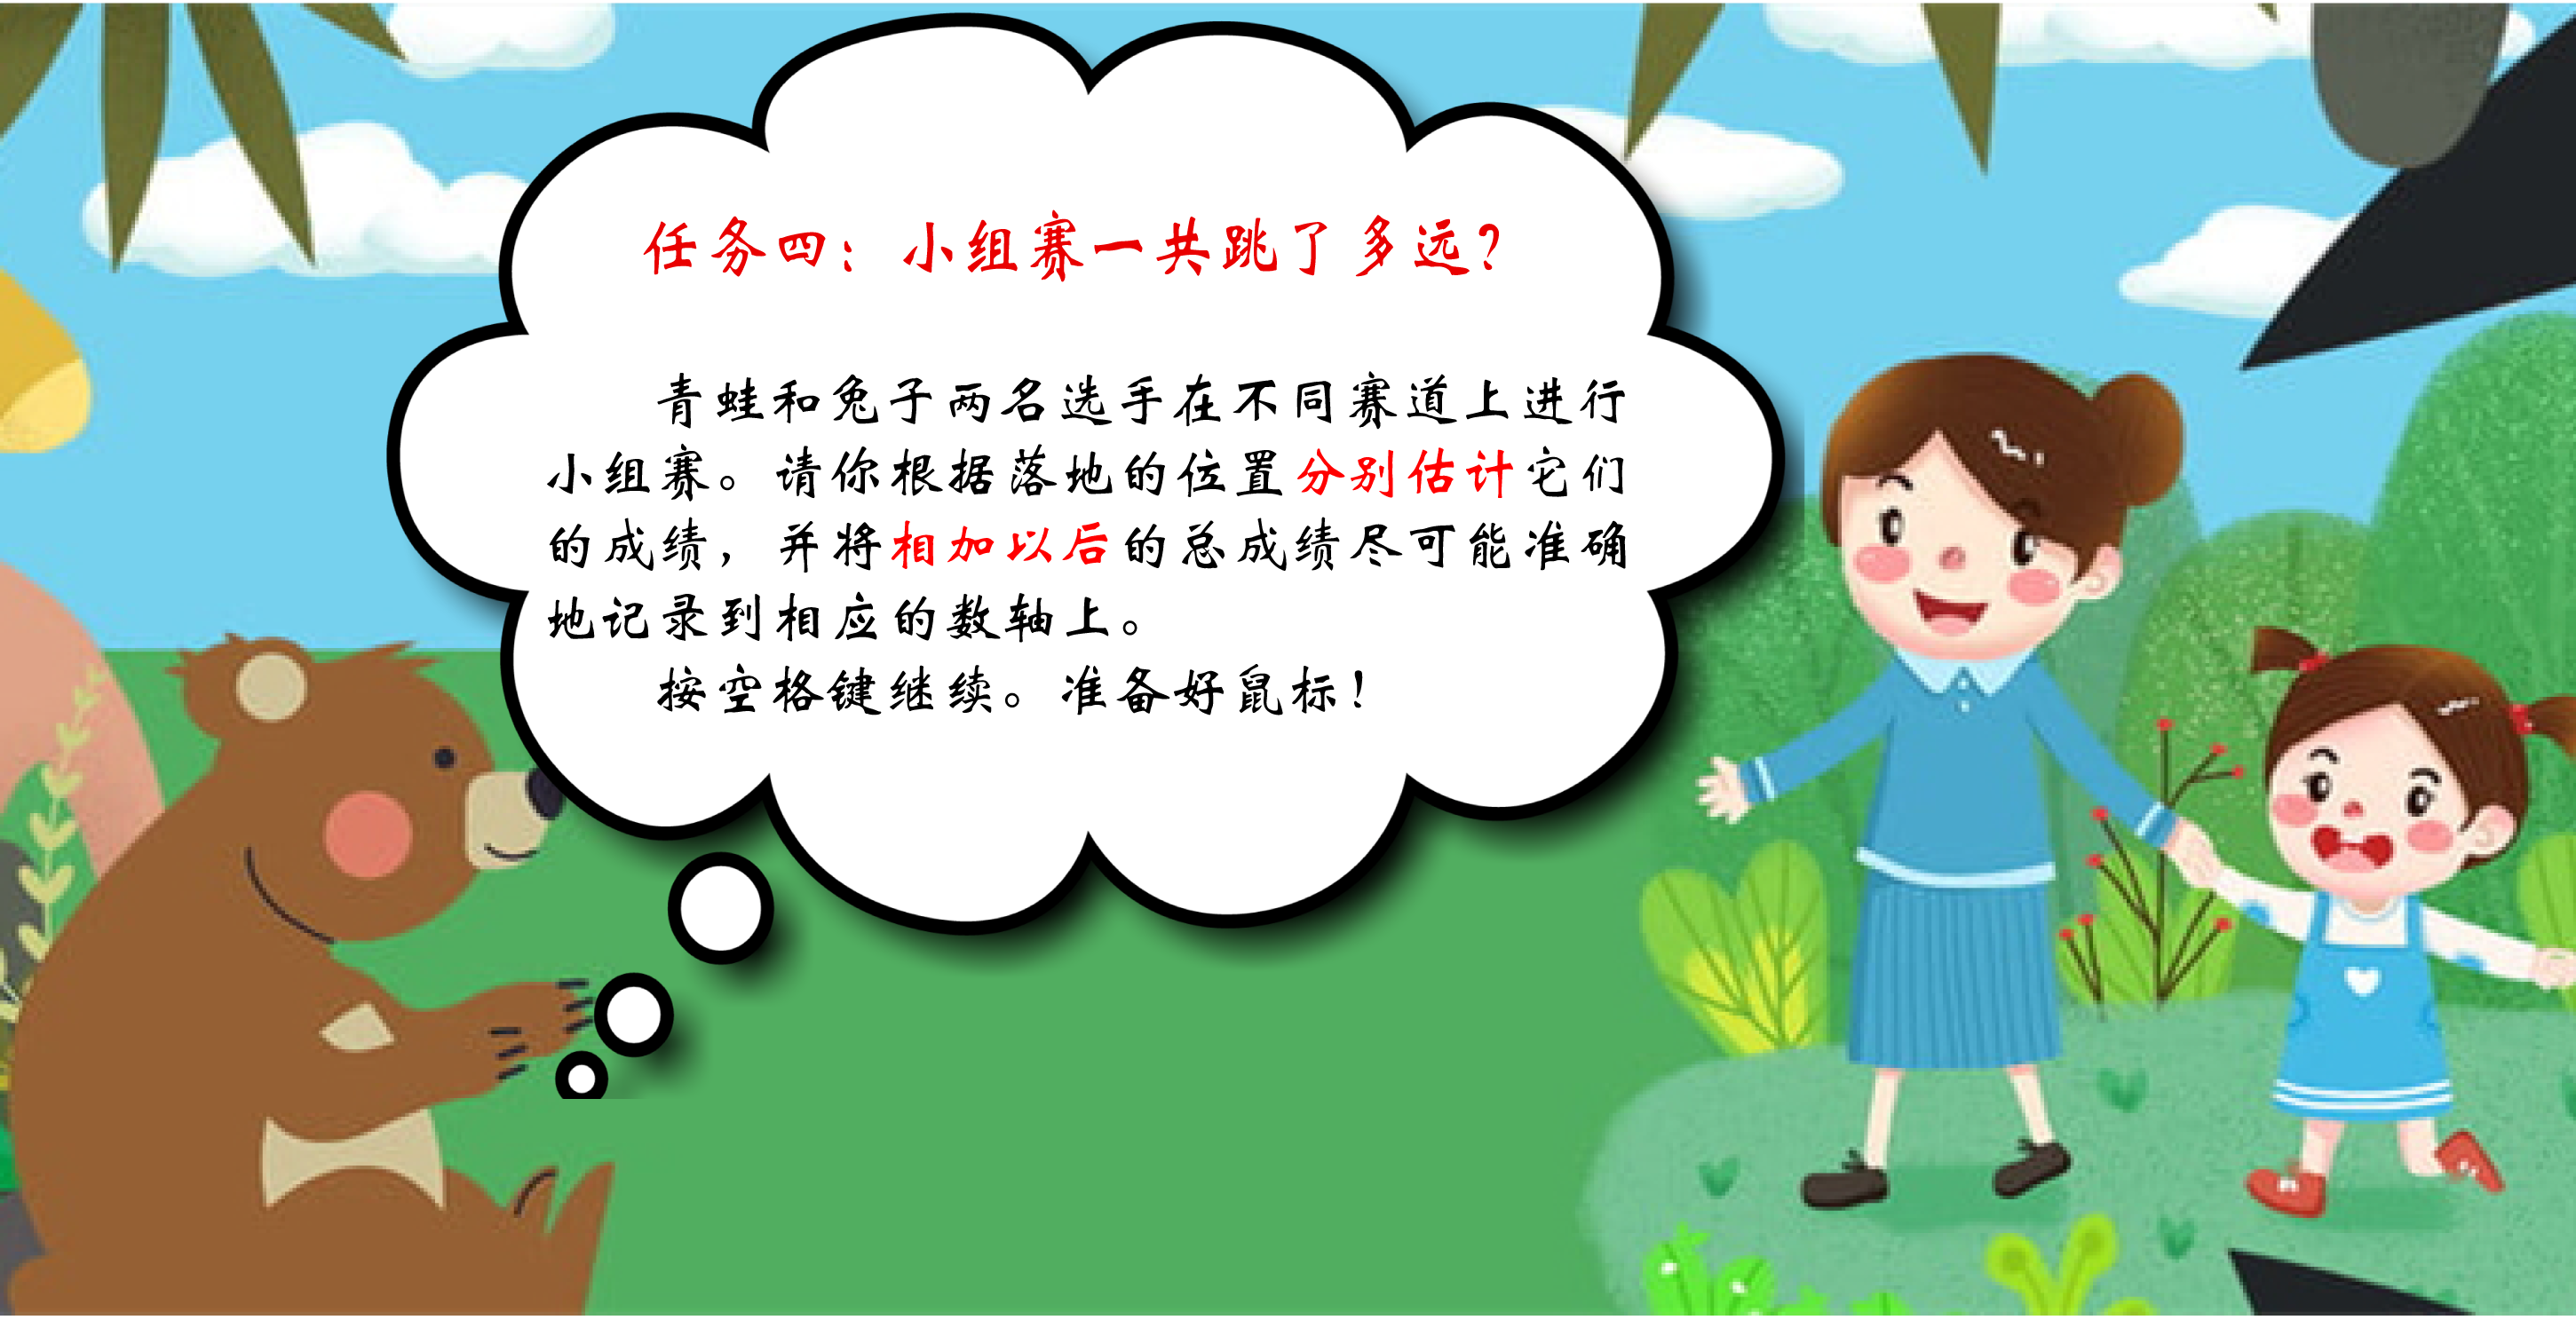 任务四：小组赛一共跳了多远？
青蛙和兔子两名选手在不同赛道上进行
小组赛。请你根据落地的位置分别估计它们
的成绩，并将相加以后的总成绩尽可能准确
地记录到相应的数轴上。
按空格键继续。准备好鼠标！